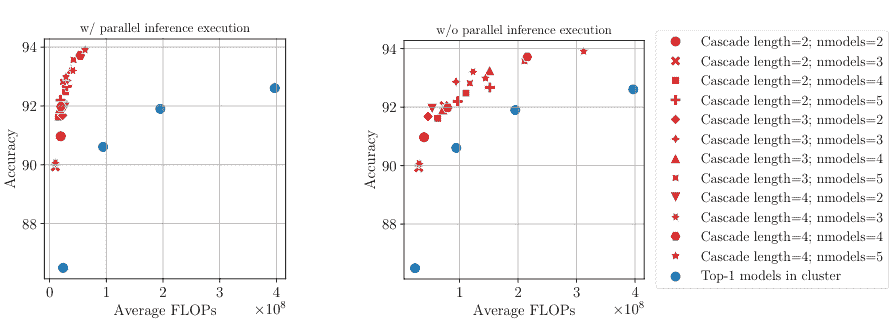 w/ parallel inference execution
94
92
90
88
Accuracy
0
1
2
3
4
Average FLOPs
×10⁸
w/o parallel inference execution
94
92
90
88
Accuracy
1
2
3
4
Average FLOPs
×10⁸
Cascade length=2; nmodels=2
Cascade length=2; nmodels=3
Cascade length=2; nmodels=4
Cascade length=2; nmodels=5
Cascade length=3; nmodels=2
Cascade length=3; nmodels=3
Cascade length=3; nmodels=4
Cascade length=3; nmodels=5
Cascade length=4; nmodels=2
Cascade length=4; nmodels=3
Cascade length=4; nmodels=4
Cascade length=4; nmodels=5
Top-1 models in cluster